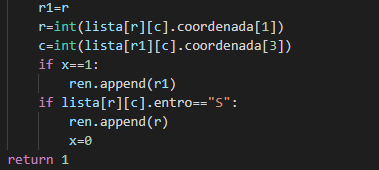 r1=r
r=int(lista[r][c].coordenada[1])
c=int(lista[r1][c].coordenada[3])
if x==1:
ren.append(r1)
if lista[r][c].entro=="S":
ren.append(r)
x=0
return 1